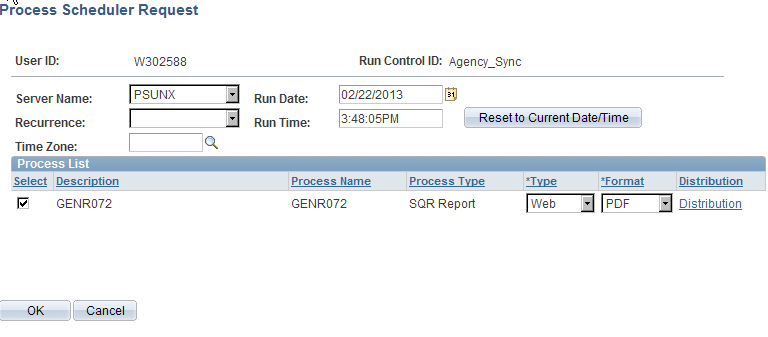 Process Scheduler Request
User ID: W302588 Run Control ID: Agency_Sync
Server Name: PSUNX Run Date: 02/22/2013 31
Recurrence: Run Time: 3:48:05PM Reset to Current Date/Time
Time Zone:
Process List
Select Description Process Name Process Type *Type *Format Distribution
GENR072 GENR072 SQR Report Web PDF Distribution
OK Cancel